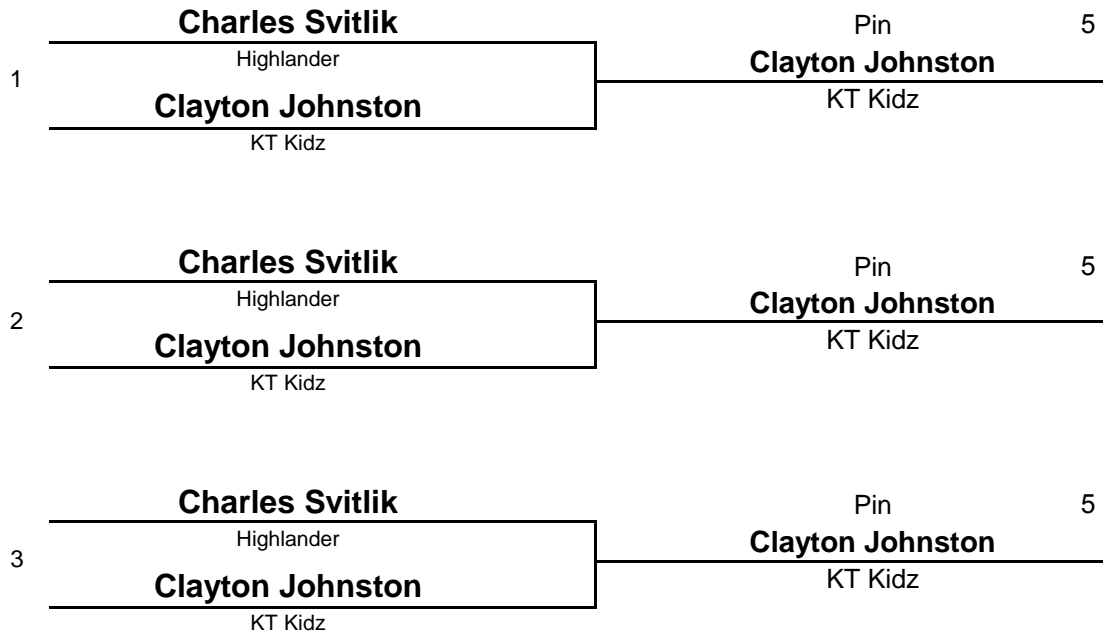 Charles Svitlik
Pin 5
Highlander
Clayton Johnston
1
KT Kidz
Clayton Johnston
KT Kidz
Charles Svitlik
Pin 5
Highlander
Clayton Johnston
2
KT Kidz
Clayton Johnston
KT Kidz
Charles Svitlik
Pin 5
Highlander
Clayton Johnston
3
KT Kidz
Clayton Johnston
KT Kidz